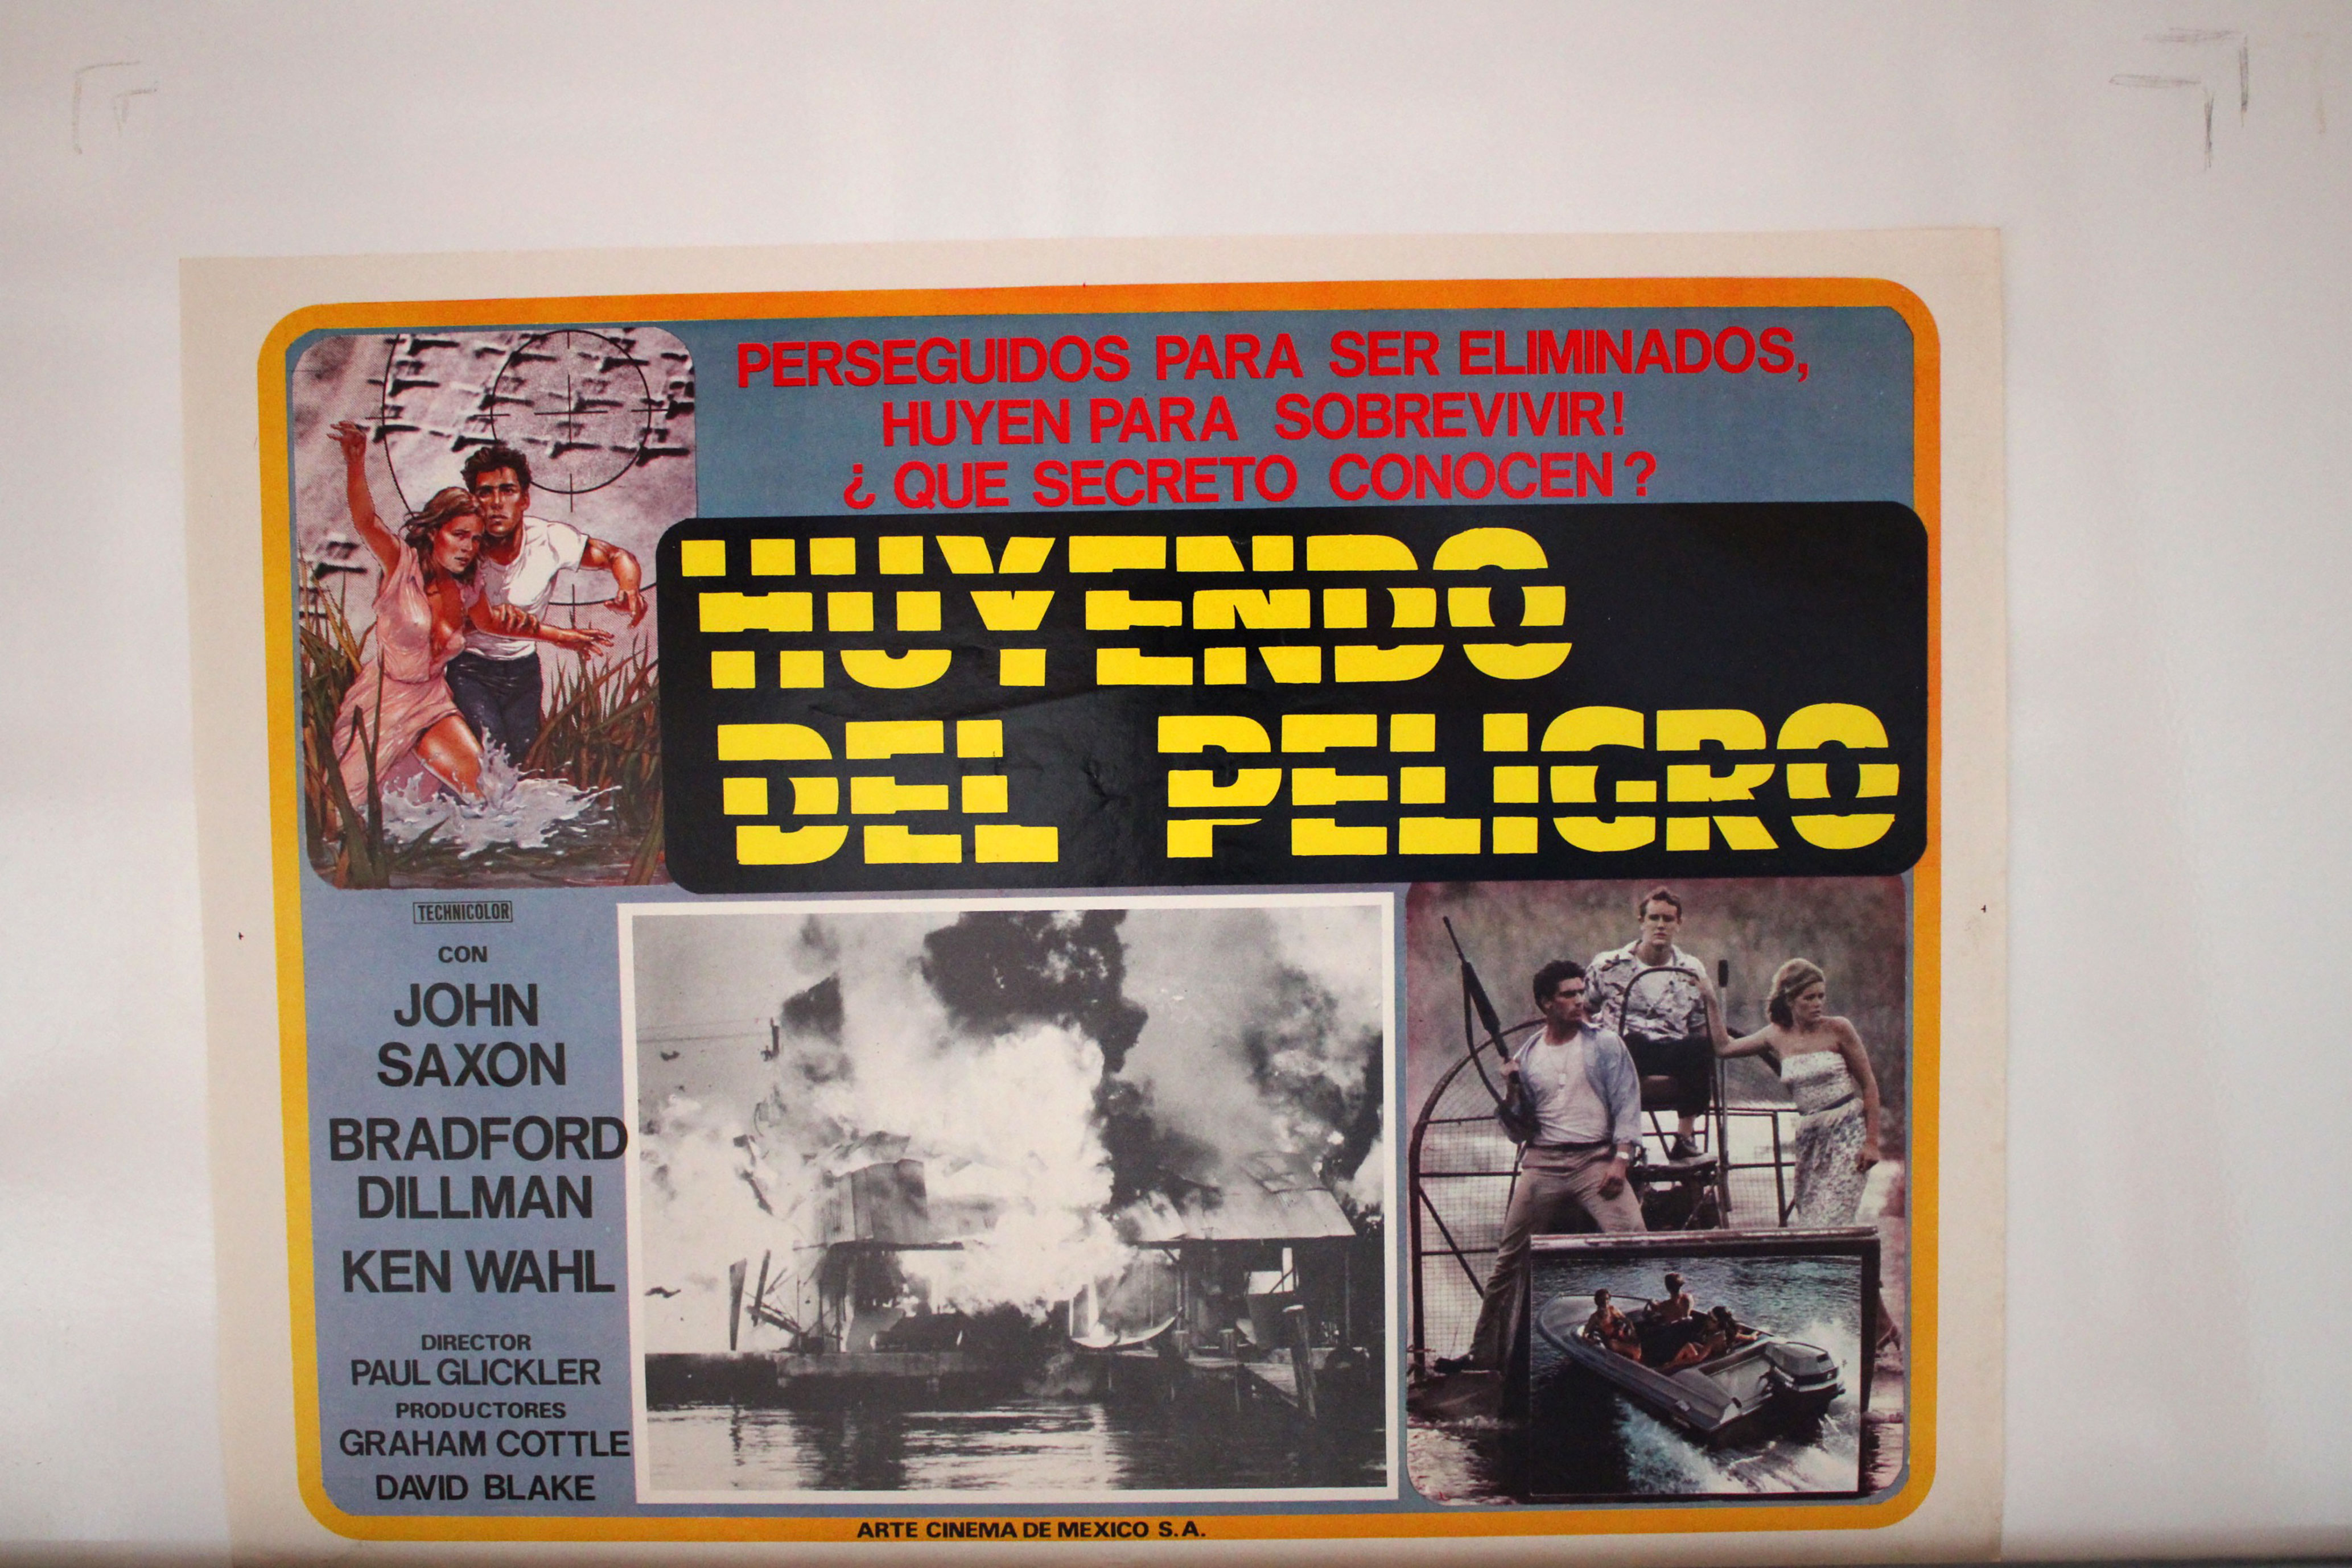 PERSEGUIDOS PARA SER ELIMINADOS,
HUYEN PARA SOBREVIVIR!
¿ QUE SECRETO CONOCEN ?
HUYENDO
DEL PELIGRO
TECHNICOLOR
CON
JOHN
SAXON
BRADFORD
DILLMAN
KEN WAHL
DIRECTOR
PAUL GLICKLER
PRODUCTORES
GRAHAM COTTLE
DAVID BLAKE
ARTE CINEMA DE MEXICO S.A.